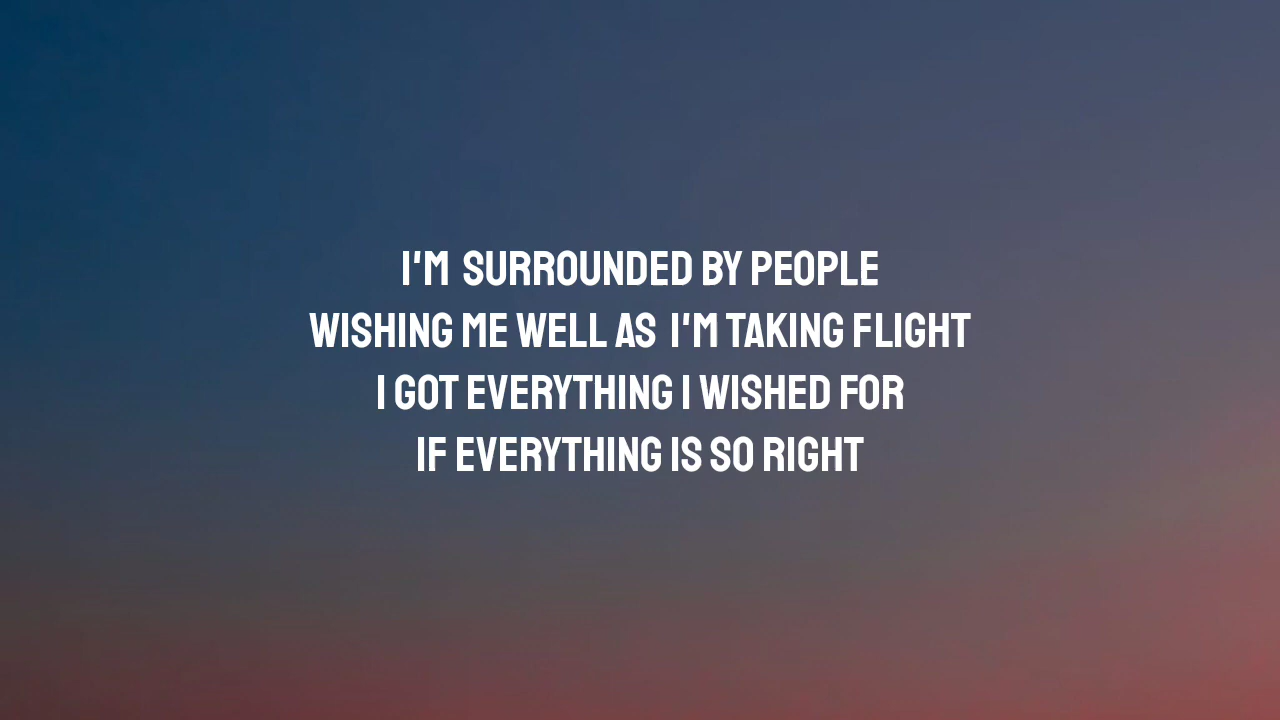 I'M SURROUNDED BY PEOPLE
WISHING ME WELL AS I'M TAKING FLIGHT
I GOT EVERYTHING I WISHED FOR
IF EVERYTHING IS SO RIGHT